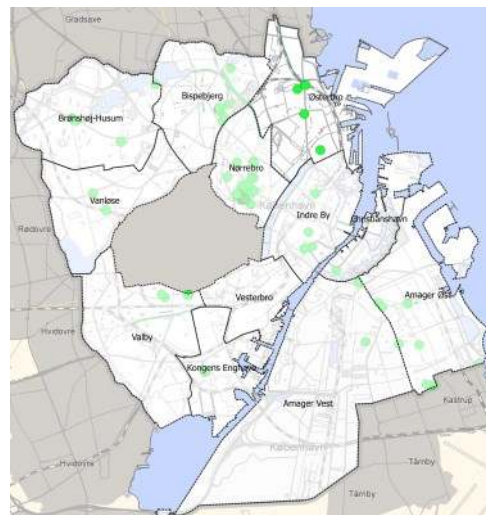 Gladsaxe
Bispebjerg
Østerbro
Brønshøj-Husum
Nørrebro
Vanløse
København
Indre By
Christianshavn
Rødovre
Vesterbro
Amager Øst
Hvidovre
Valby
Kongens Enghave
Kastrup
Amager Vest
København
Hvidovre
Tårnby
Tårnby